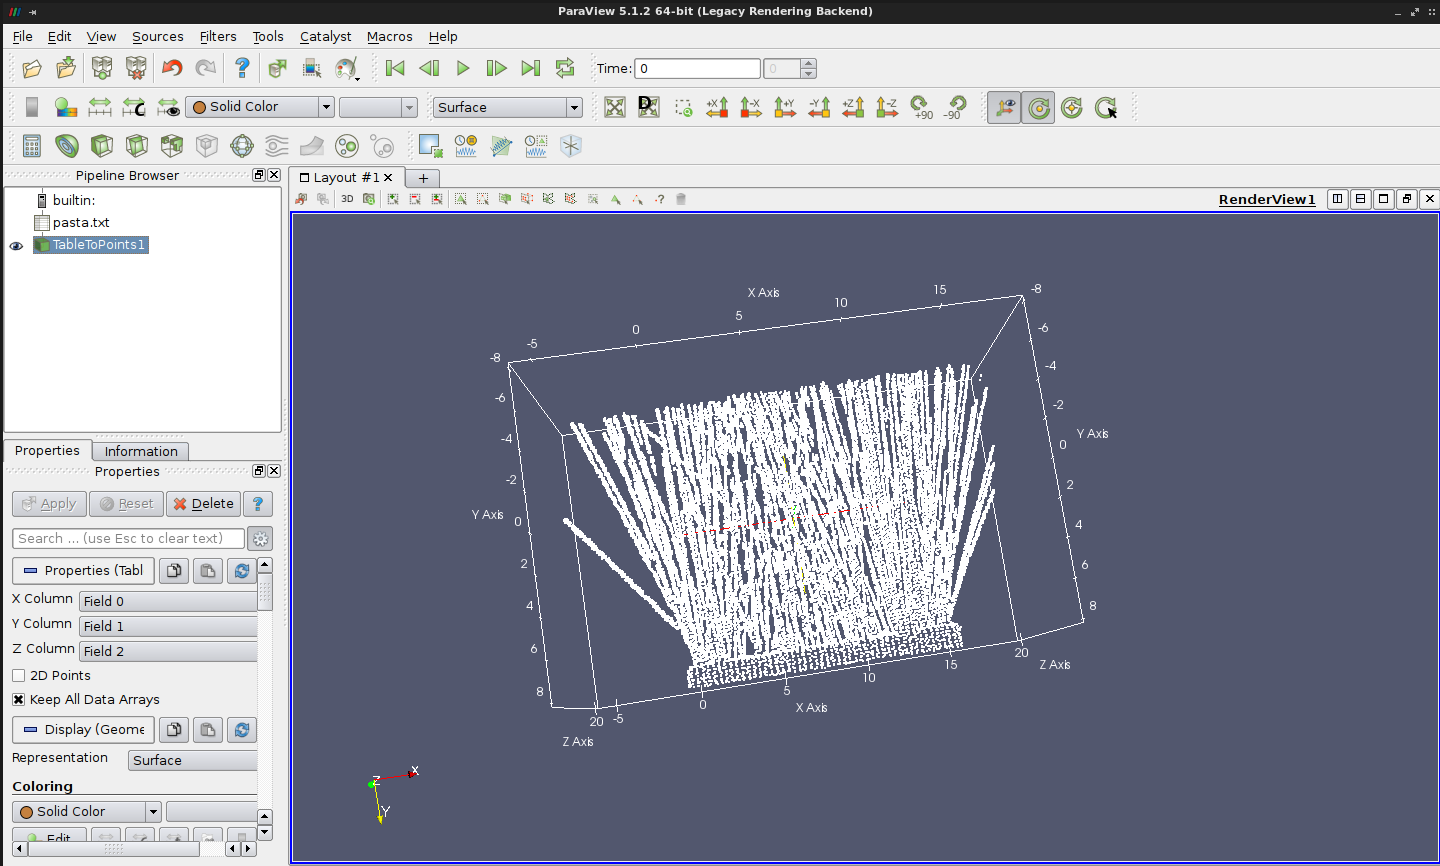 ParaView 5.1.2 64-bit (Legacy Rendering Backend)
File Edit View Sources Filters Tools Catalyst Macros Help
Time: 0 0
Solid Color Surface
+X -X +Y -Y +Z -Z +90 -90
Pipeline Browser
Layout #1
3D
RenderView1
builtin:
pasta.txt
TableToPoints1
Properties Information
Properties
Apply Reset Delete ?
Search ... (use Esc to clear text)
Properties (Tabl
X Column Field 0
Y Column Field 1
Z Column Field 2
2D Points
Keep All Data Arrays
Display (Geome
Representation Surface
Coloring
Solid Color
Edit
X Axis
-5 0 5 10 15
-8 -6 -4 -2 0 2 4 6 8
Y Axis
-8 -6 -4 -2 0 2 4 6 8
Y Axis
20 -5 0 5 10 15 20
Z Axis X Axis Z Axis
Z X
Y